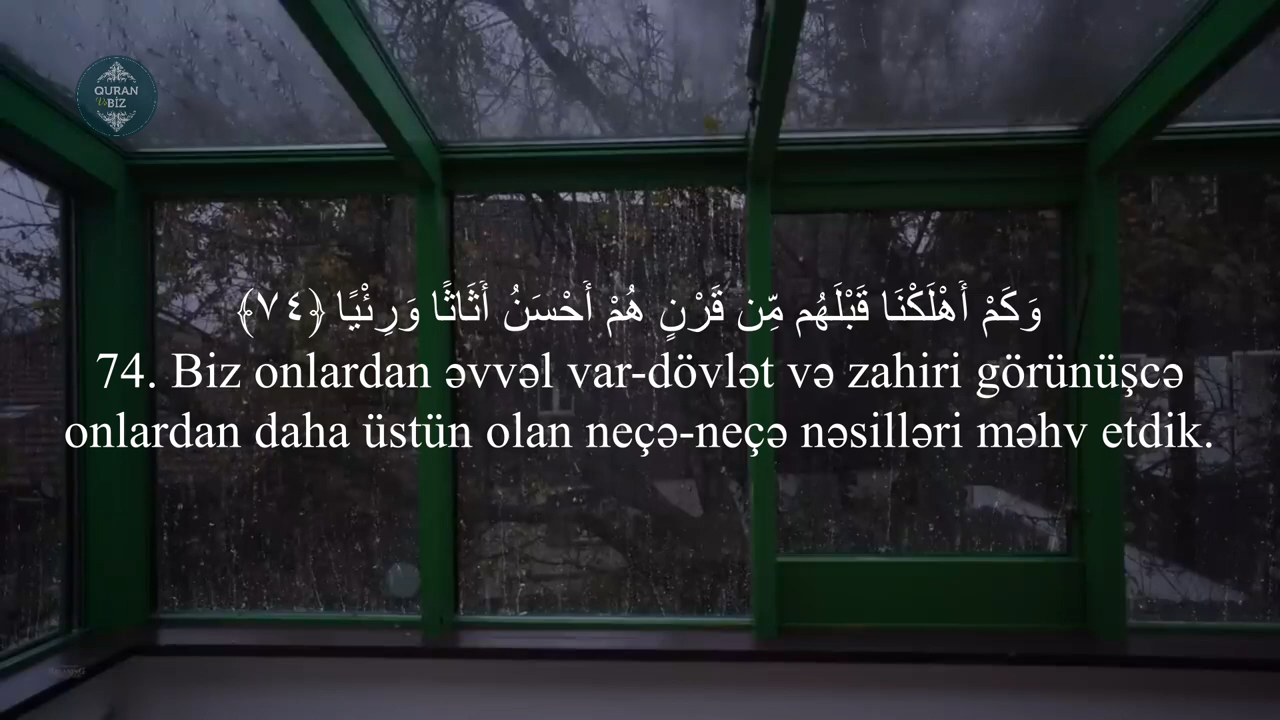 QURAN
Və BİZ
وَكَمْ أَهْلَكْنَا قَبْلَهُم مِّن قَرْنٍ هُمْ أَحْسَنُ أَثَاثًا وَرِئْيًا ﴿٧٤﴾
74. Biz onlardan əvvəl var-dövlət və zahiri görünüşcə
onlardan daha üstün olan neçə-neçə nəsilləri məhv etdik.